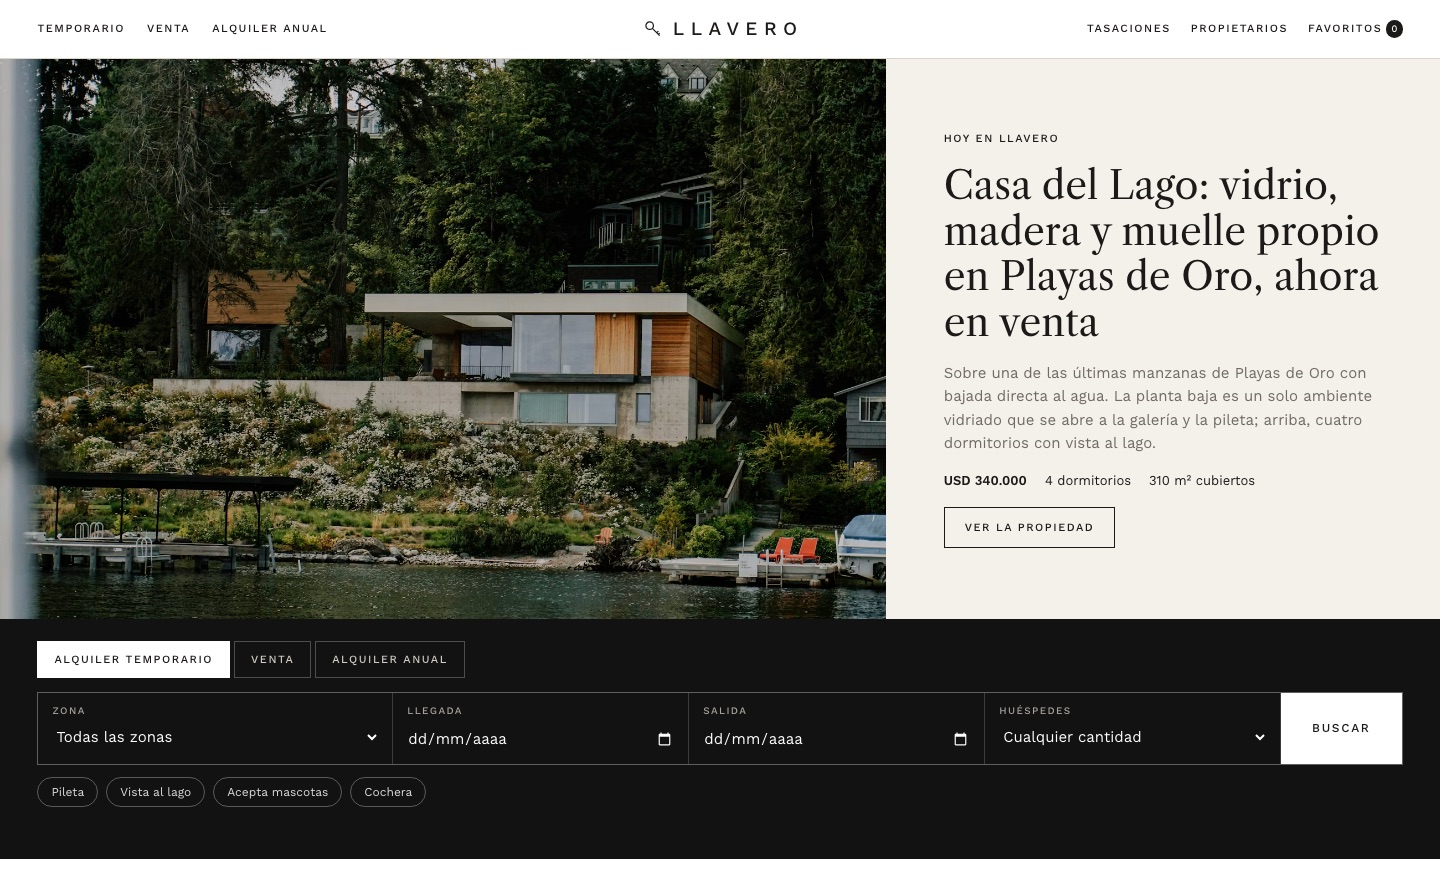 TEMPORARIO VENTA ALQUILER ANUAL LLAVERO TASACIONES PROPIETARIOS FAVORITOS 0
HOY EN LLAVERO
Casa del Lago: vidrio,
madera y muelle propio
en Playas de Oro, ahora
en venta
Sobre una de las últimas manzanas de Playas de Oro con
bajada directa al agua. La planta baja es un solo ambiente
vidriado que se abre a la galería y la pileta; arriba, cuatro
dormitorios con vista al lago.
USD 340.000 4 dormitorios 310 m² cubiertos
VER LA PROPIEDAD
ALQUILER TEMPORARIO VENTA ALQUILER ANUAL
ZONA LLEGADA SALIDA HUÉSPEDES
Todas las zonas dd/mm/aaaa dd/mm/aaaa Cualquier cantidad BUSCAR
Pileta Vista al lago Acepta mascotas Cochera